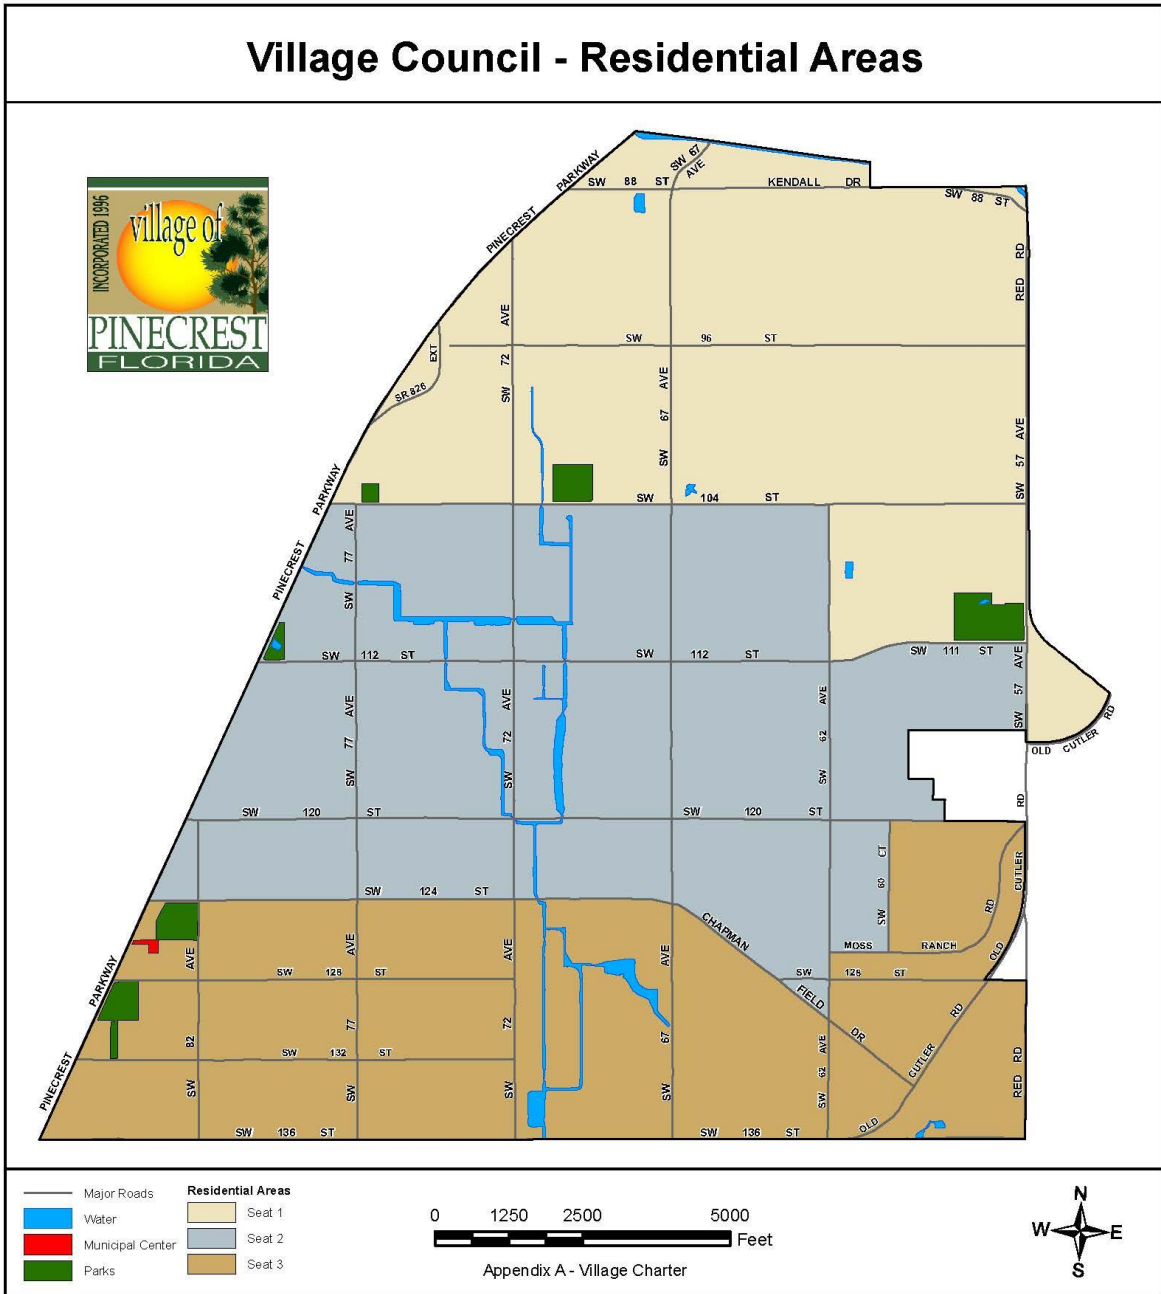 Village Council - Residential Areas
INCORPORATED 1996
village of
PINECREST
FLORIDA
PINECREST PARKWAY
SW 67 AVE
SW 88 ST
KENDALL DR
SW 88 ST
RED RD
SW 72 AVE
SW 96 ST
SR 826 EXT
SW 67 AVE
SW 57 AVE
PINECREST PARKWAY
SW 104 ST
SW 77 AVE
SW 112 ST
SW 112 ST
SW 111 ST
SW 57 AVE
OLD CUTLER RD
SW 77 AVE
SW 72 AVE
SW 62 AVE
RD
SW 120 ST
SW 120 ST
SW 60 CT
OLD CUTLER
SW 124 ST
CHAPMAN FIELD DR
MOSS RANCH RD
PINECREST PARKWAY
SW 82 AVE
SW 77 AVE
SW 72 AVE
SW 67 AVE
SW 128 ST
SW 128 ST
SW 132 ST
SW 62 AVE
OLD CUTLER RD
RED RD
SW 136 ST
SW 136 ST
Major Roads
Water
Municipal Center
Parks
Residential Areas
Seat 1
Seat 2
Seat 3
0 1250 2500 5000
Feet
Appendix A - Village Charter
N
W E
S